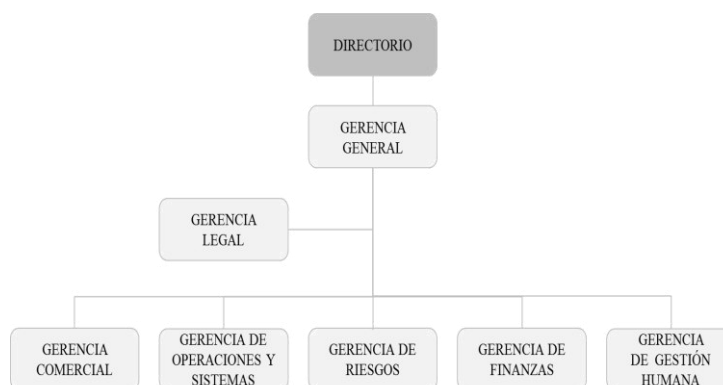 DIRECTORIO
GERENCIA
GENERAL
GERENCIA
LEGAL
GERENCIA
COMERCIAL
GERENCIA DE
OPERACIONES Y
SISTEMAS
GERENCIA DE
RIESGOS
GERENCIA DE
FINANZAS
GERENCIA
DE GESTIÓN
HUMANA